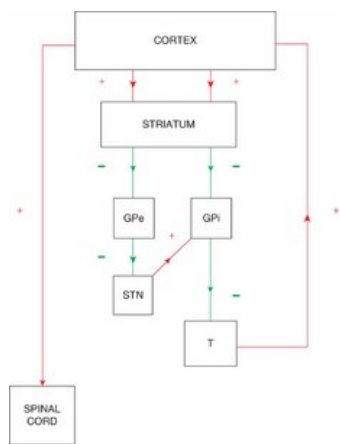 CORTEX
+ +
STRIATUM
− −
GPe GPi
+ +
+
− 
STN
−
T
SPINAL
CORD